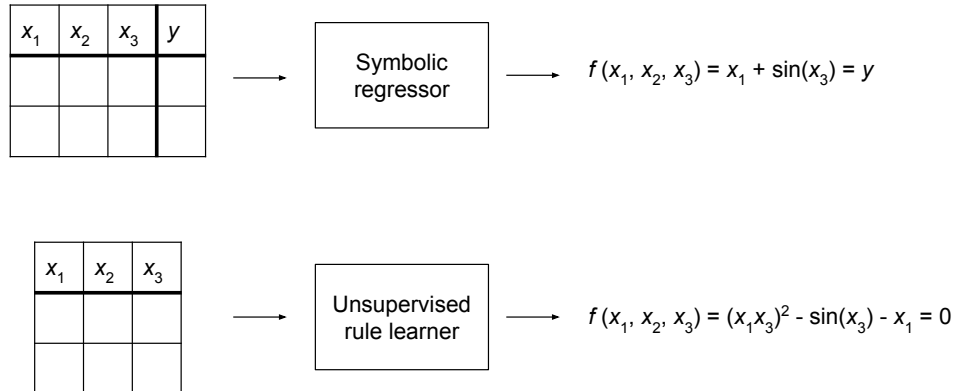 x₁ x₂ x₃ y
Symbolic
regressor
f (x₁, x₂, x₃) = x₁ + sin(x₃) = y
x₁ x₂ x₃
Unsupervised
rule learner
f (x₁, x₂, x₃) = (x₁x₃)² - sin(x₃) - x₁ = 0